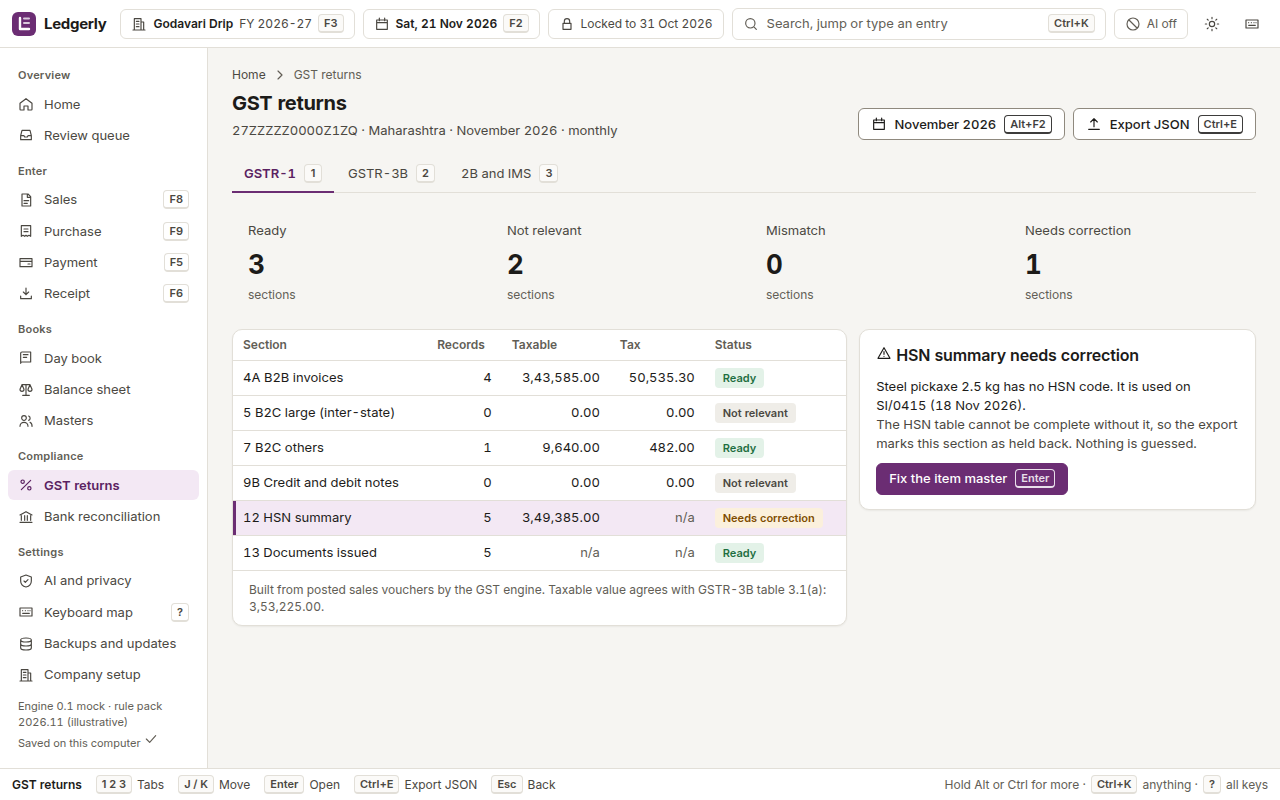 Ledgerly
Godavari Drip FY 2026-27 F3
Sat, 21 Nov 2026 F2
Locked to 31 Oct 2026
Search, jump or type an entry Ctrl+K
AI off
Overview
Home
Review queue
Enter
Sales F8
Purchase F9
Payment F5
Receipt F6
Books
Day book
Balance sheet
Masters
Compliance
GST returns
Bank reconciliation
Settings
AI and privacy
Keyboard map ?
Backups and updates
Company setup
Engine 0.1 mock · rule pack
2026.11 (illustrative)
Saved on this computer
Home > GST returns
GST returns
27ZZZZZ0000Z1ZQ · Maharashtra · November 2026 · monthly
November 2026 Alt+F2
Export JSON Ctrl+E
GSTR-1 1
GSTR-3B 2
2B and IMS 3
Ready
3
sections
Not relevant
2
sections
Mismatch
0
sections
Needs correction
1
sections
Section Records Taxable Tax Status
4A B2B invoices 4 3,43,585.00 50,535.30 Ready
5 B2C large (inter-state) 0 0.00 0.00 Not relevant
7 B2C others 1 9,640.00 482.00 Ready
9B Credit and debit notes 0 0.00 0.00 Not relevant
12 HSN summary 5 3,49,385.00 n/a Needs correction
13 Documents issued 5 n/a n/a Ready
Built from posted sales vouchers by the GST engine. Taxable value agrees with GSTR-3B table 3.1(a):
3,53,225.00.
HSN summary needs correction
Steel pickaxe 2.5 kg has no HSN code. It is used on
SI/0415 (18 Nov 2026).
The HSN table cannot be complete without it, so the export
marks this section as held back. Nothing is guessed.
Fix the item master Enter
GST returns 1 2 3 Tabs J / K Move Enter Open Ctrl+E Export JSON Esc Back
Hold Alt or Ctrl for more · Ctrl+K anything · ? all keys